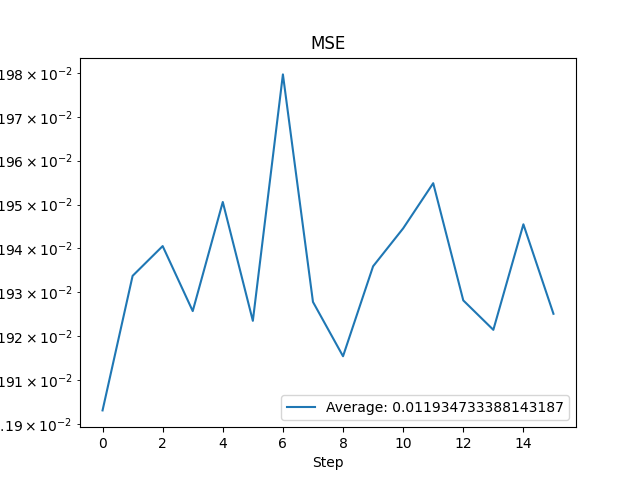 MSE
198 × 10⁻²
197 × 10⁻²
196 × 10⁻²
195 × 10⁻²
194 × 10⁻²
193 × 10⁻²
192 × 10⁻²
191 × 10⁻²
.19 × 10⁻²
Average: 0.011934733388143187
0 2 4 6 8 10 12 14
Step